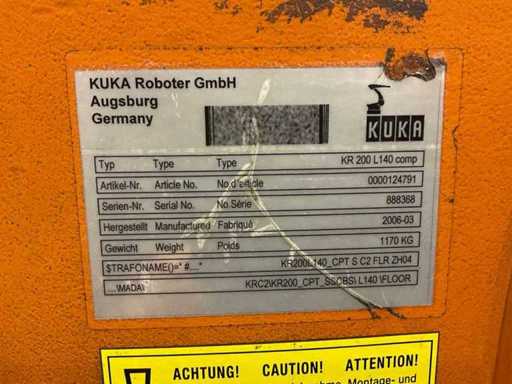 KUKA Roboter GmbH
Augsburg
Germany
KUKA
Typ Type Type KR 200 L140 comp
Artikel-Nr. Article No. No.d'article 0000124791
Serien-Nr. Serial No. No.Série 888368
Hergestellt Manufactured Fabriqué 2006-03
Gewicht Weight Poids 1170 KG
$TRAFONAME()=" #..." KR200L140_CPT S C2 FLR ZH04
...\MADA\ KRC2\KR200_CPT_SSCBS\ L140 \FLOOR
ACHTUNG! CAUTION! ATTENTION!
Montage- und